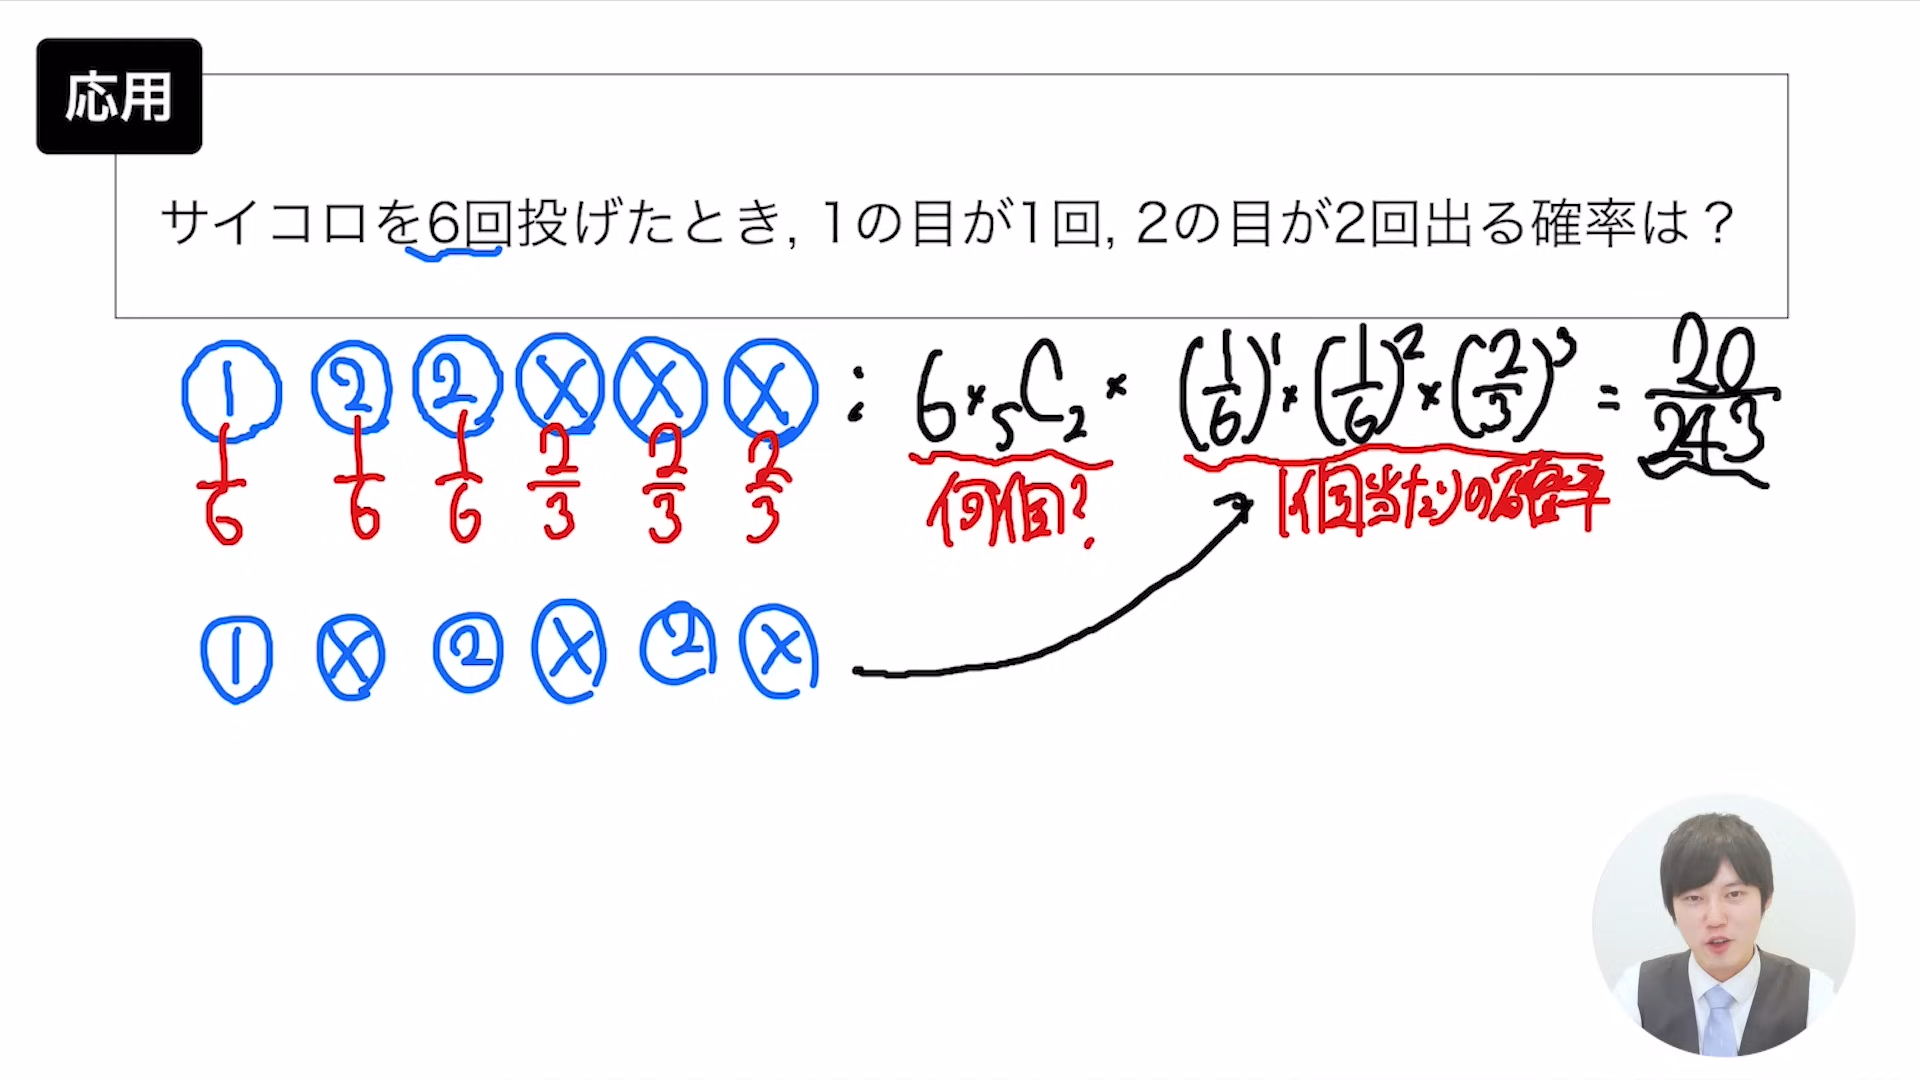 応用
サイコロを6回投げたとき, 1の目が1回, 2の目が2回出る確率は？
1 2 2 X X X : 6×₅C₂ × (1/6)¹×(1/6)²×(2/3)³ = 20/243
1/6 1/6 1/6 2/3 2/3 2/3 何個? 1個当たりの確率
1 X 2 X 2 X